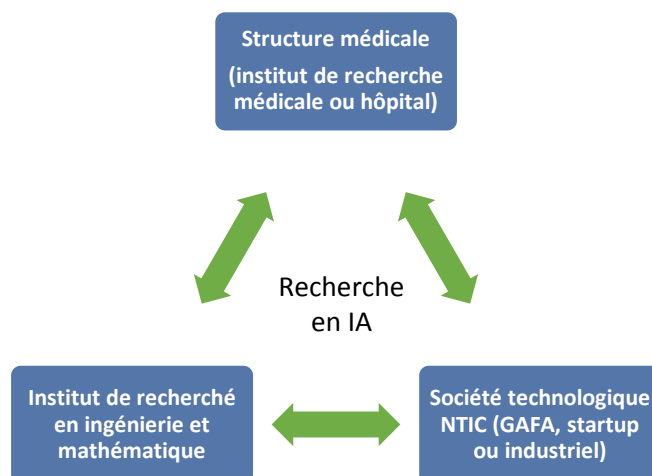 Structure médicale
(institut de recherche
médicale ou hôpital)
Recherche
en IA
Institut de recherché
en ingénierie et
mathématique
Société technologique
NTIC (GAFA, startup
ou industriel)